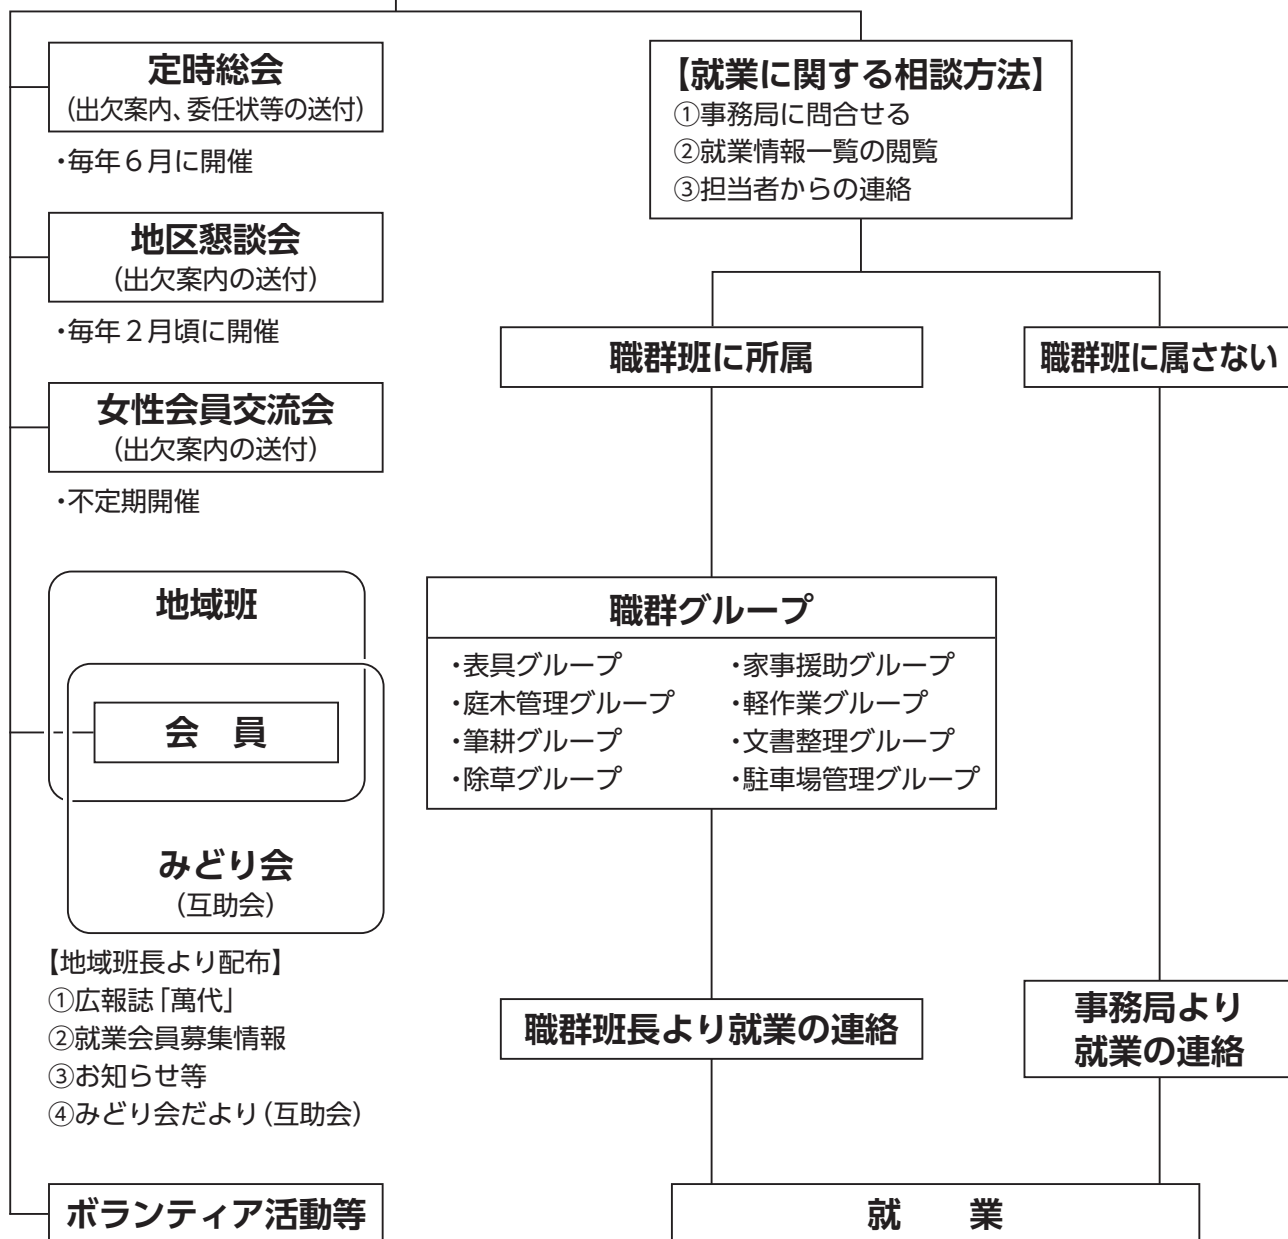 定時総会
(出欠案内、委任状等の送付)
・毎年6月に開催
地区懇談会
(出欠案内の送付)
・毎年2月頃に開催
女性会員交流会
(出欠案内の送付)
・不定期開催
地域班
会　員
みどり会
(互助会)
【地域班長より配布】
①広報誌「萬代」
②就業会員募集情報
③お知らせ等
④みどり会だより(互助会)
ボランティア活動等
【就業に関する相談方法】
①事務局に問合せる
②就業情報一覧の閲覧
③担当者からの連絡
職群班に所属
職群グループ
・表具グループ
・庭木管理グループ
・筆耕グループ
・除草グループ
・家事援助グループ
・軽作業グループ
・文書整理グループ
・駐車場管理グループ
職群班長より就業の連絡
職群班に属さない
事務局より
就業の連絡
就　業